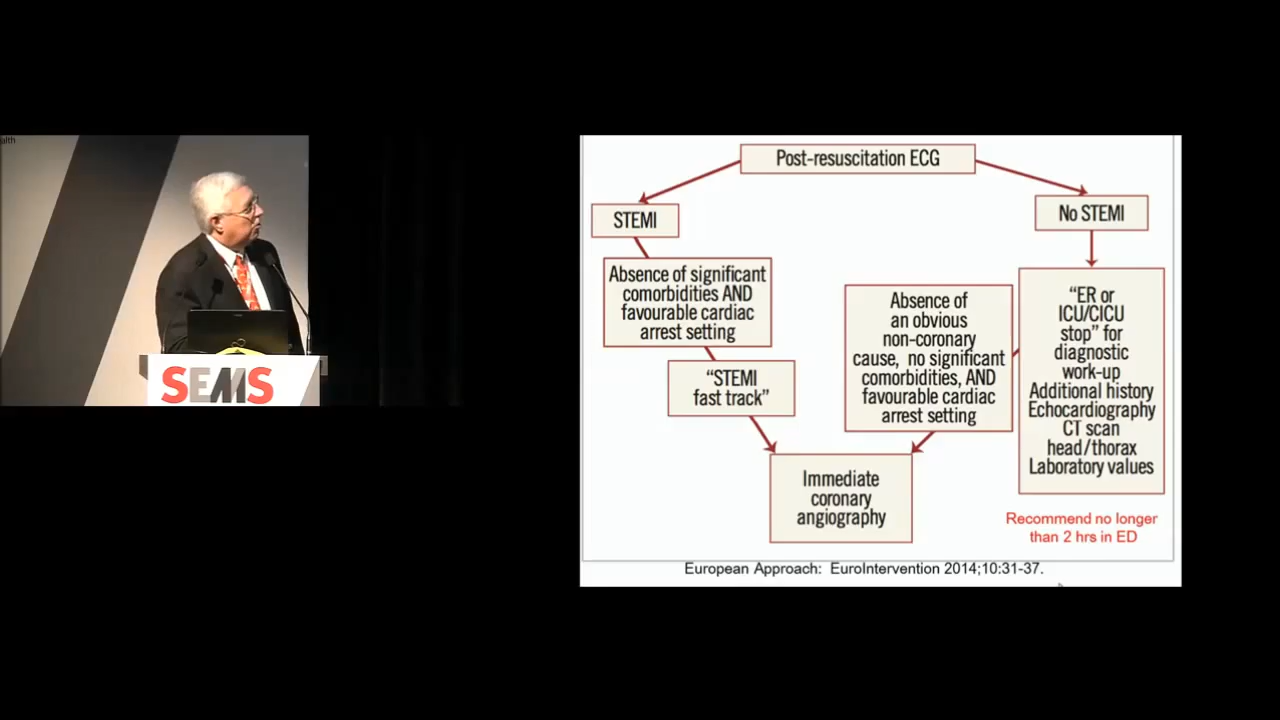 alth
SEMS
Post-resuscitation ECG
STEMI
No STEMI
Absence of significant
comorbidities AND
favourable cardiac
arrest setting
"STEMI
fast track"
Absence of
an obvious
non-coronary
cause, no significant
comorbidities, AND
favourable cardiac
arrest setting
"ER or
ICU/CICU
stop" for
diagnostic
work-up
Additional history
Echocardiography
CT scan
head/thorax
Laboratory values
Immediate
coronary
angiography
Recommend no longer
than 2 hrs in ED
European Approach: EuroIntervention 2014;10:31-37.